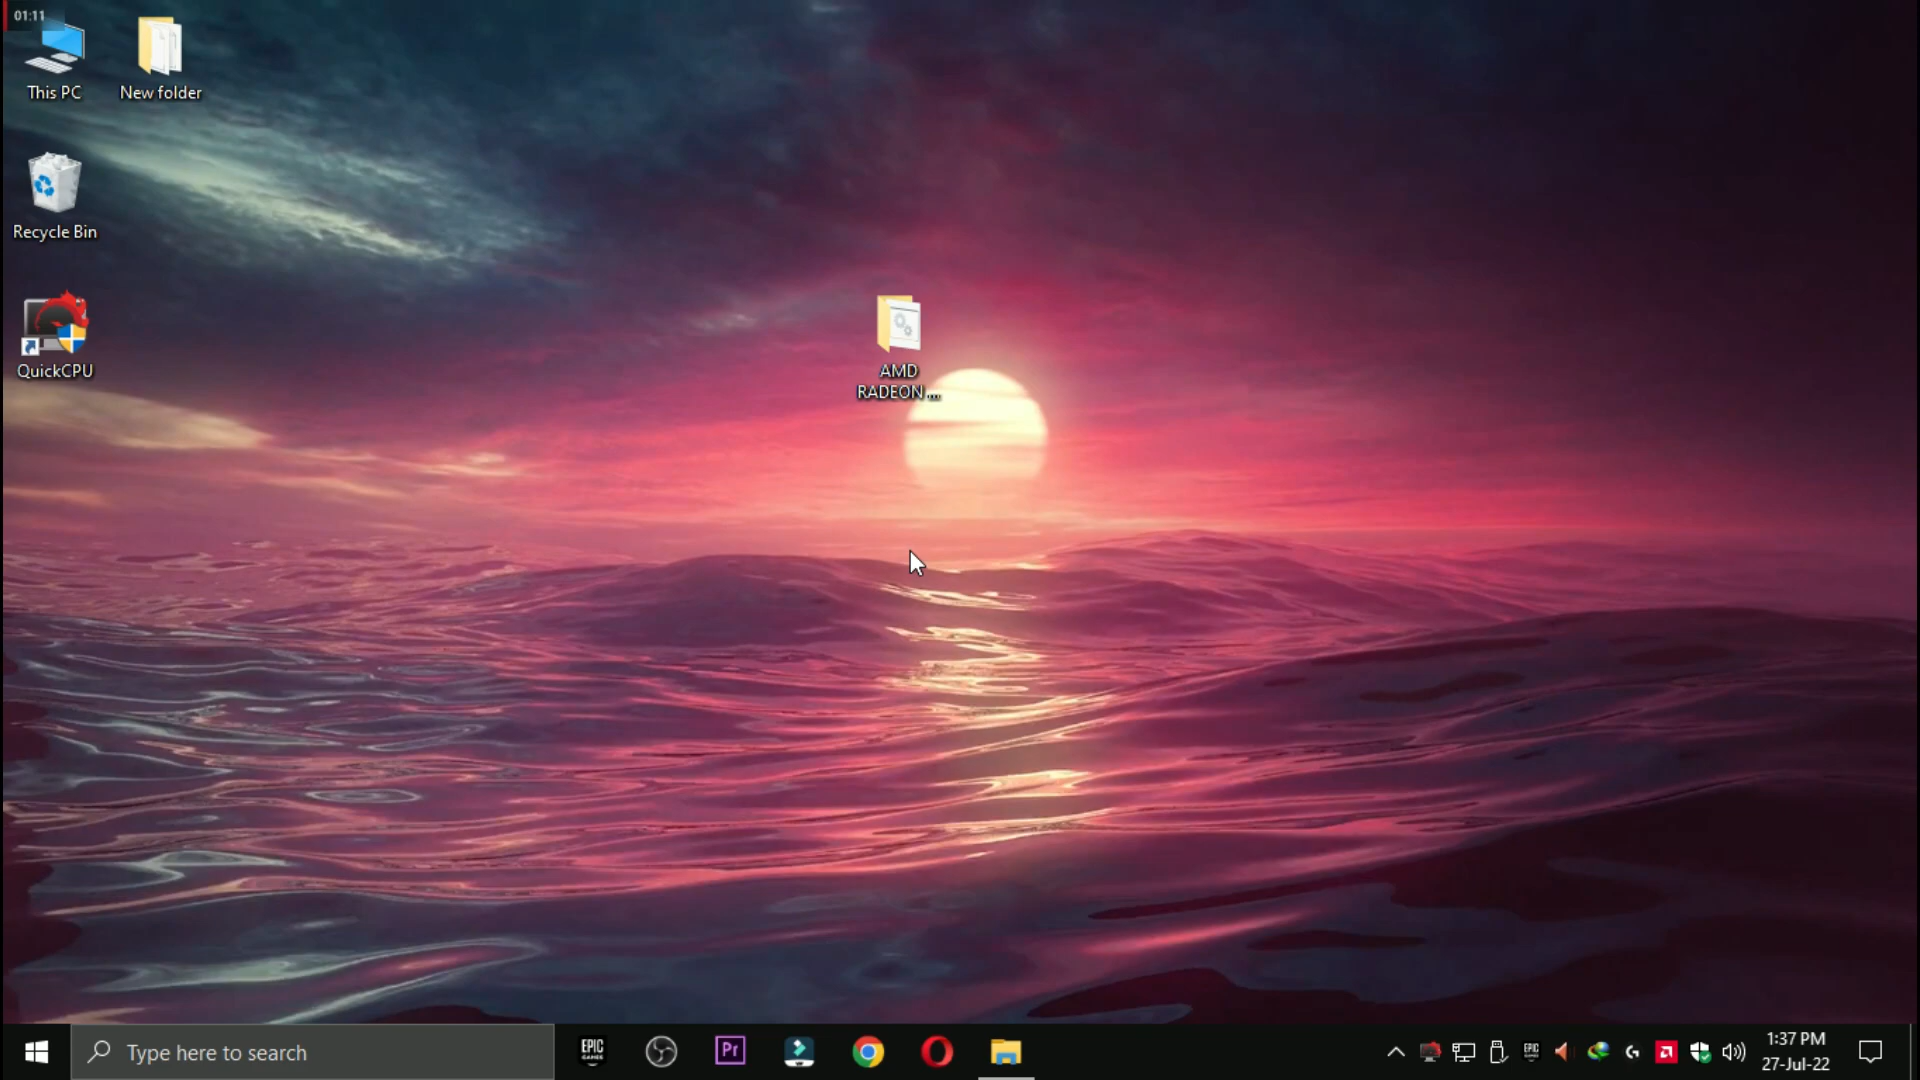 01:11
This PC
New folder
Recycle Bin
QuickCPU
AMD
RADEON ...
Type here to search
EPIC
GAMES
Pr
EPIC
1:37 PM
27-Jul-22